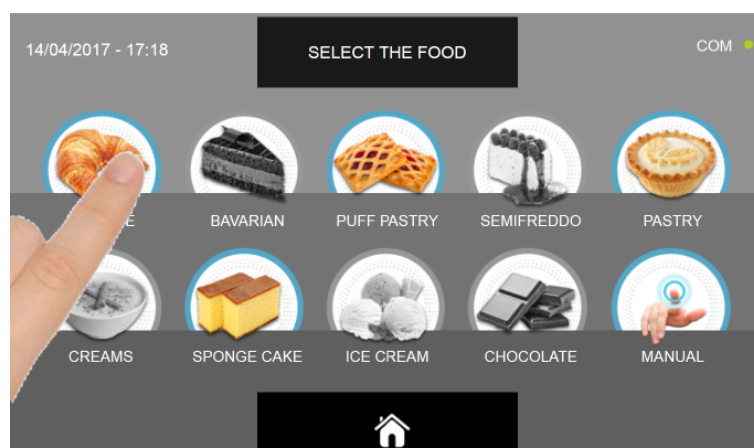 14/04/2017 - 17:18
SELECT THE FOOD
COM
BAVARIAN
PUFF PASTRY
SEMIFREDDO
PASTRY
CREAMS
SPONGE CAKE
ICE CREAM
CHOCOLATE
MANUAL